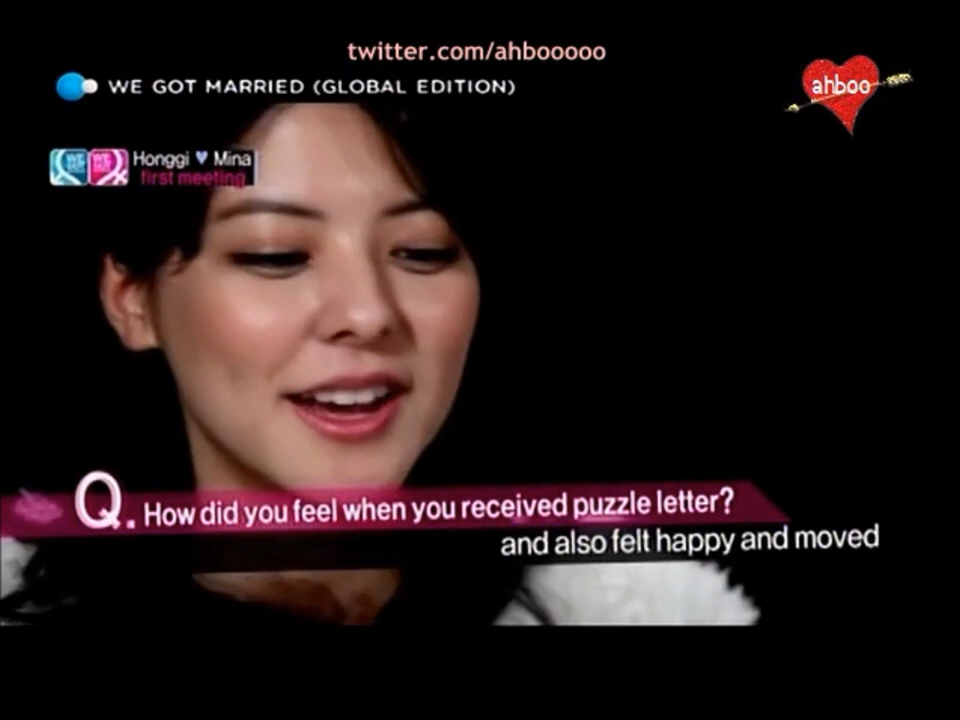 twitter.com/ahbooooo
WE GOT MARRIED (GLOBAL EDITION)
ahboo
Honggi ♥ Mina
first meeting
Q. How did you feel when you received puzzle letter?
and also felt happy and moved